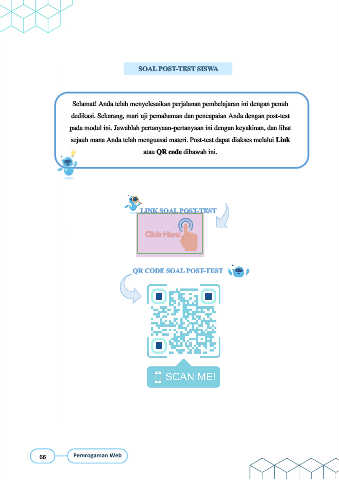 SOAL POST-TEST SISWA
Selamat! Anda telah menyelesaikan perjalanan pembelajaran ini dengan penuh
dedikasi. Sekarang, mari uji pemahaman dan pencapaian Anda dengan post-test
pada modul ini. Jawablah pertanyaan-pertanyaan ini dengan keyakinan, dan lihat
sejauh mana Anda telah menguasai materi. Post-test dapat diakses melalui Link
atau QR code dibawah ini.
LINK SOAL POST-TEST
Click Here
QR CODE SOAL POST-TEST
SCAN ME!
66
Pemrogaman Web